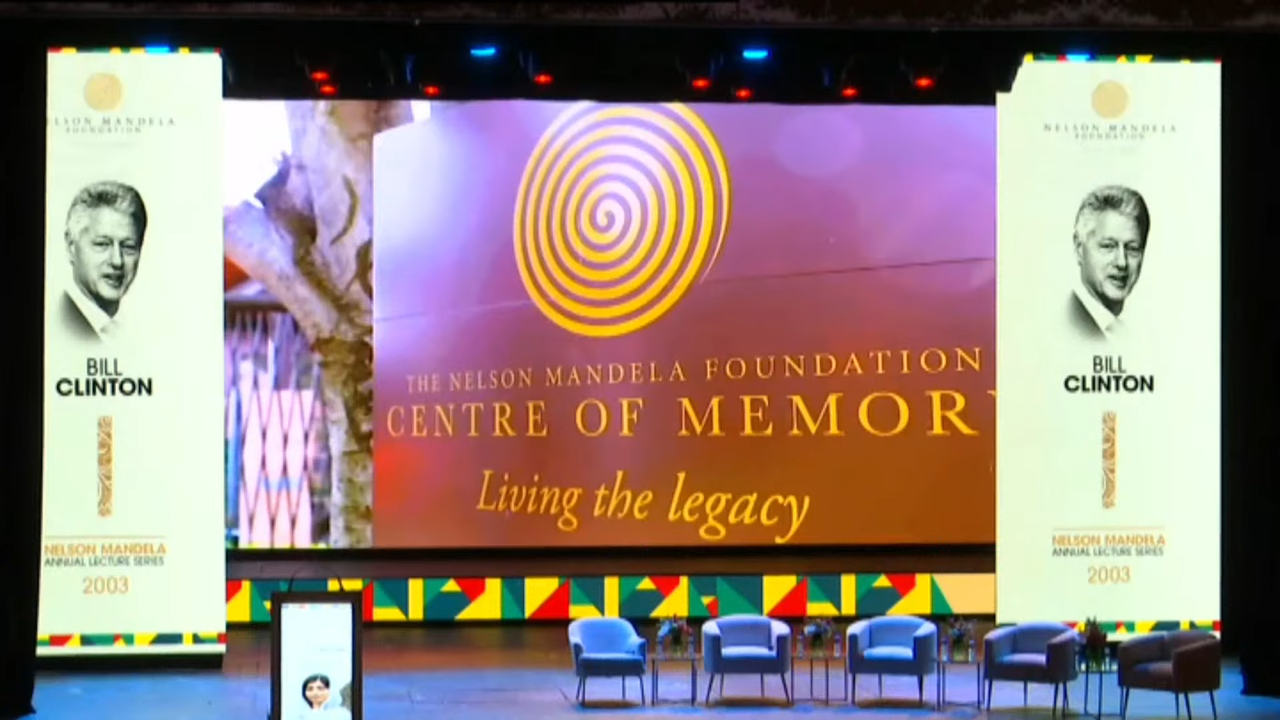 NELSON MANDELA
FOUNDATION
BILL
CLINTON
NELSON MANDELA
ANNUAL LECTURE SERIES
2003
THE NELSON MANDELA FOUNDATION
CENTRE OF MEMORY
Living the legacy
NELSON MANDELA
FOUNDATION
BILL
CLINTON
NELSON MANDELA
ANNUAL LECTURE SERIES
2003